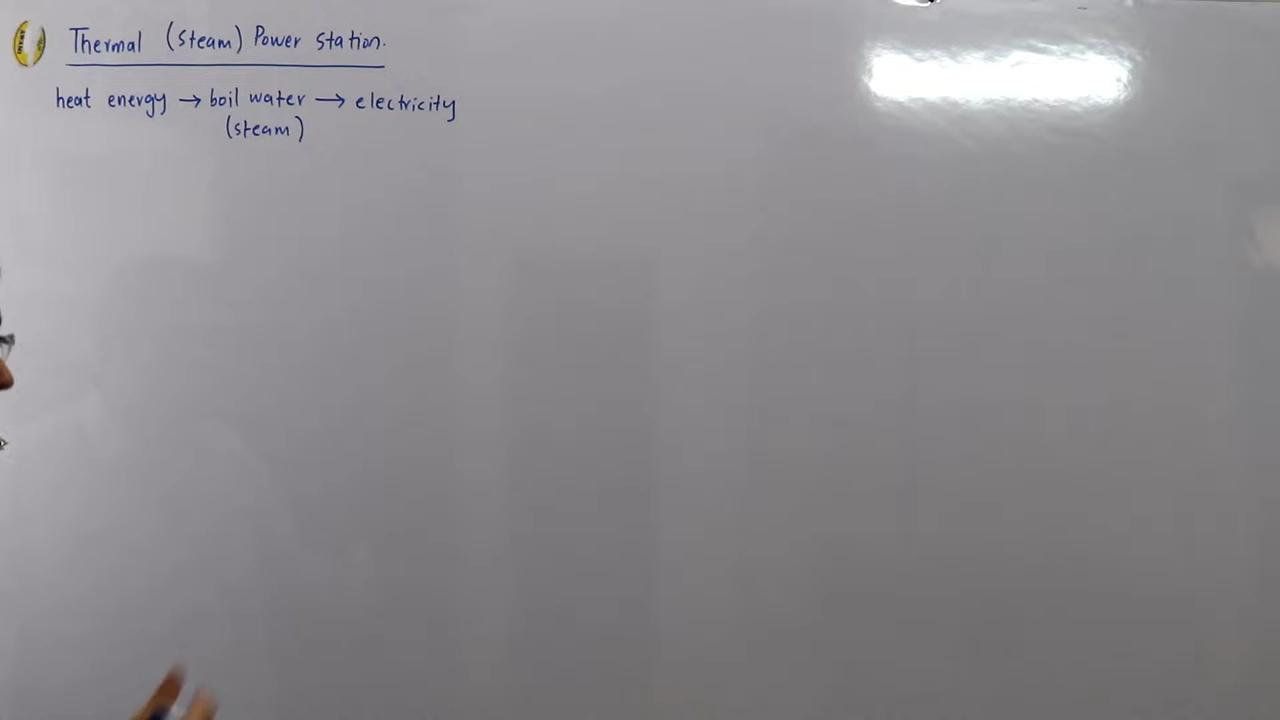 Thermal (Steam) Power Station.
heat energy → boil water → electricity
(steam)